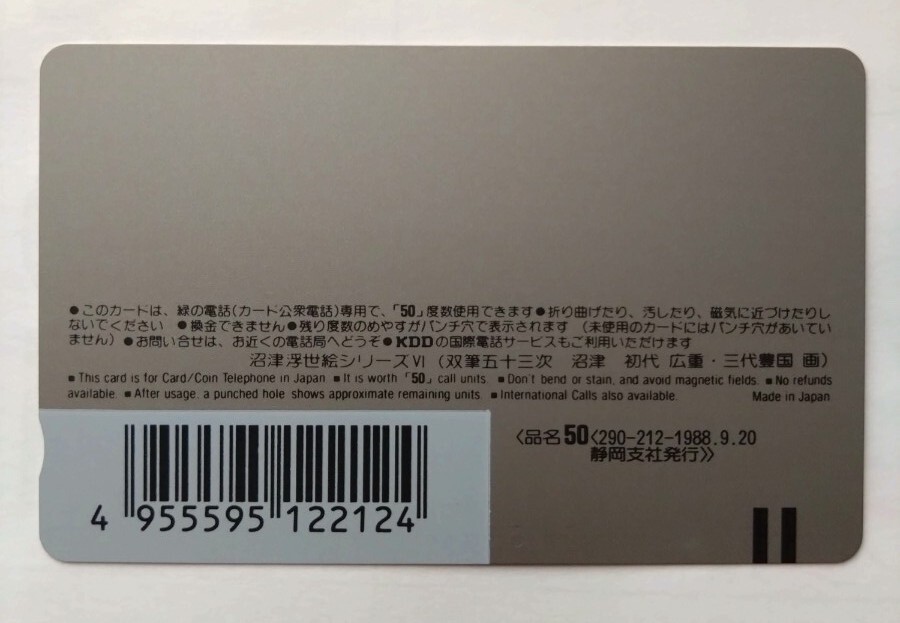 ●このカードは、緑の電話(カード公衆電話)専用で、「50」度数使用できます●折り曲げたり、汚したり、磁気に近づけたりし
ないでください ●換金できません●残り度数のめやすがパンチ穴で表示されます (未使用のカードにはパンチ穴があいてい
ません)●お問い合せは、お近くの電話局へどうぞ●KDDの国際電話サービスもご利用いただけます
沼津浮世絵シリーズⅥ (双筆五十三次 沼津 初代 広重・三代豊国 画)
■ This card is for Card/Coin Telephone in Japan. ■ It is worth「50」call units. ■ Don't bend or stain, and avoid magnetic fields. ■ No refunds
available. ■ After usage, a punched hole shows approximate remaining units. ■ International Calls also available. Made in Japan
〈品名50〈290-212-1988.9.20
静岡支社発行》
4 955595 122124